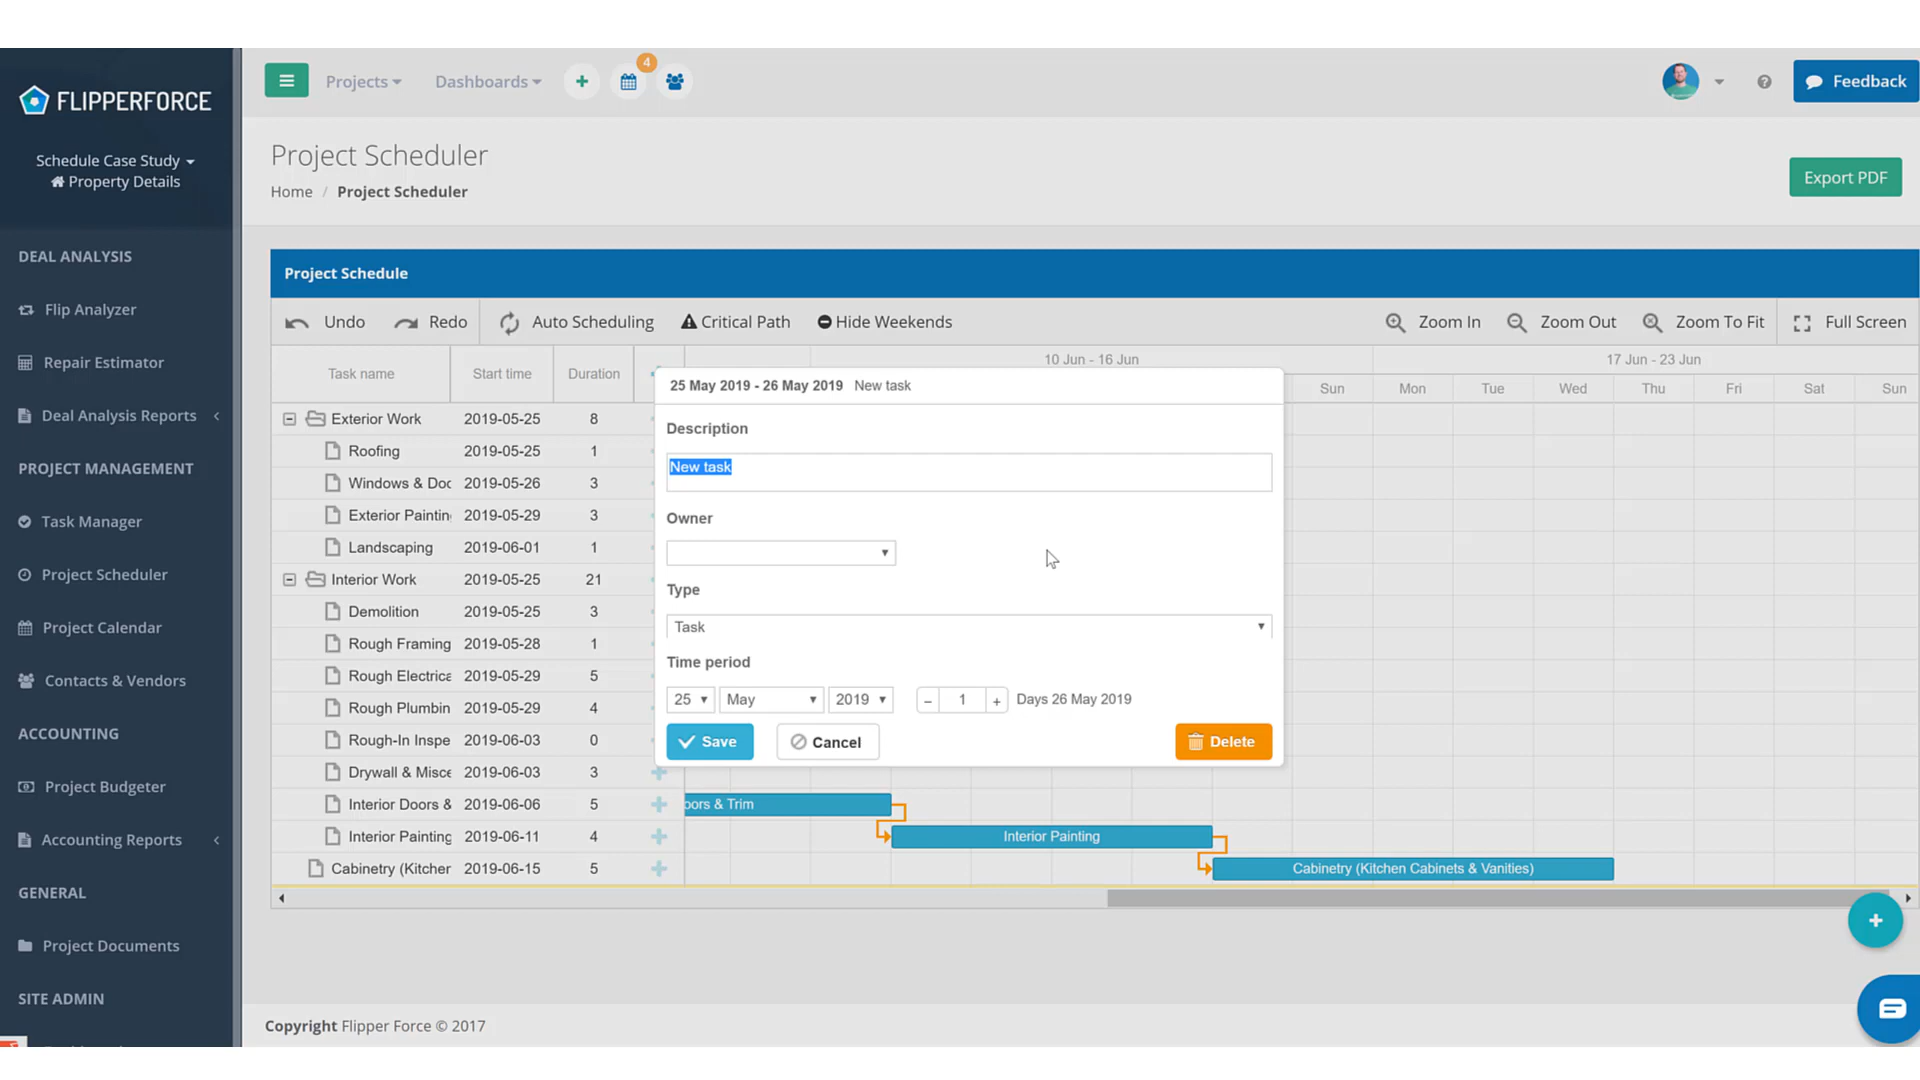 FLIPPERFORCE
Schedule Case Study
Property Details
DEAL ANALYSIS
Flip Analyzer
Repair Estimator
Deal Analysis Reports
PROJECT MANAGEMENT
Task Manager
Project Scheduler
Project Calendar
Contacts & Vendors
ACCOUNTING
Project Budgeter
Accounting Reports
GENERAL
Project Documents
SITE ADMIN
Projects
Dashboards
4
Feedback
Project Scheduler
Home / Project Scheduler
Export PDF
Project Schedule
Undo Redo Auto Scheduling Critical Path Hide Weekends Zoom In Zoom Out Zoom To Fit Full Screen
10 Jun - 16 Jun 17 Jun - 23 Jun
Task name Start time Duration
Sun Mon Tue Wed Thu Fri Sat Sun
Exterior Work 2019-05-25 8
Roofing 2019-05-25 1
Windows & Doc 2019-05-26 3
Exterior Paintin 2019-05-29 3
Landscaping 2019-06-01 1
Interior Work 2019-05-25 21
Demolition 2019-05-25 3
Rough Framing 2019-05-28 1
Rough Electrica 2019-05-29 5
Rough Plumbin 2019-05-29 4
Rough-In Inspe 2019-06-03 0
Drywall & Misce 2019-06-03 3
Interior Doors & 2019-06-06 5
Interior Painting 2019-06-11 4
Cabinetry (Kitcher 2019-06-15 5
25 May 2019 - 26 May 2019 New task
Description
New task
Owner
Type
Task
Time period
25 May 2019 − 1 + Days 26 May 2019
Save Cancel Delete
oors & Trim
Interior Painting
Cabinetry (Kitchen Cabinets & Vanities)
Copyright Flipper Force © 2017